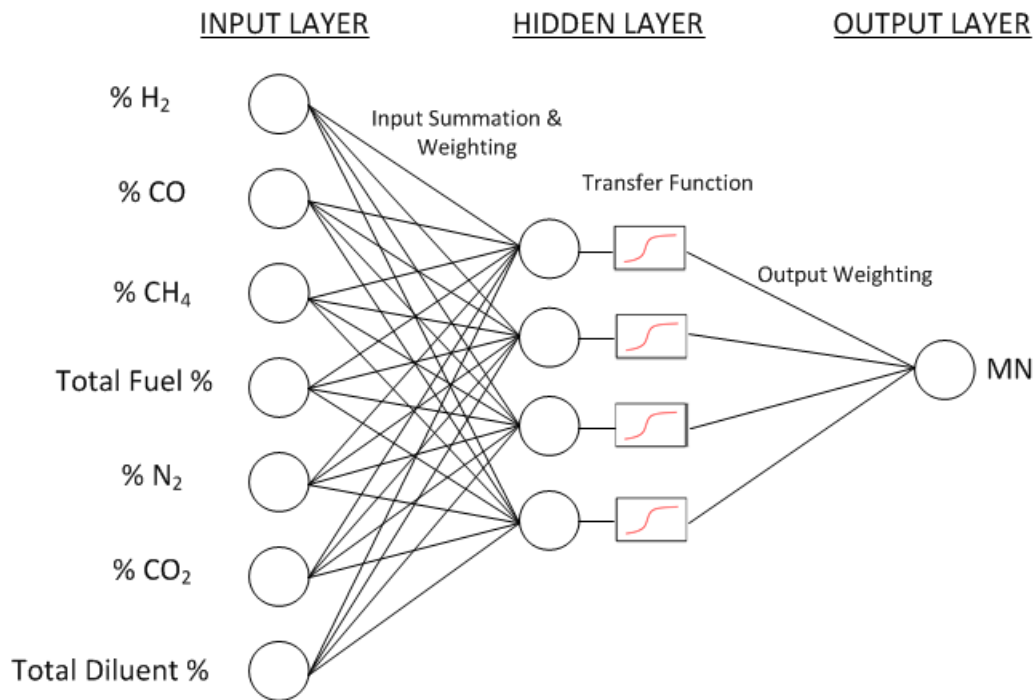 INPUT LAYER
HIDDEN LAYER
OUTPUT LAYER
% H₂
Input Summation &
Weighting
% CO
Transfer Function
% CH₄
Output Weighting
Total Fuel %
MN
% N₂
% CO₂
Total Diluent %